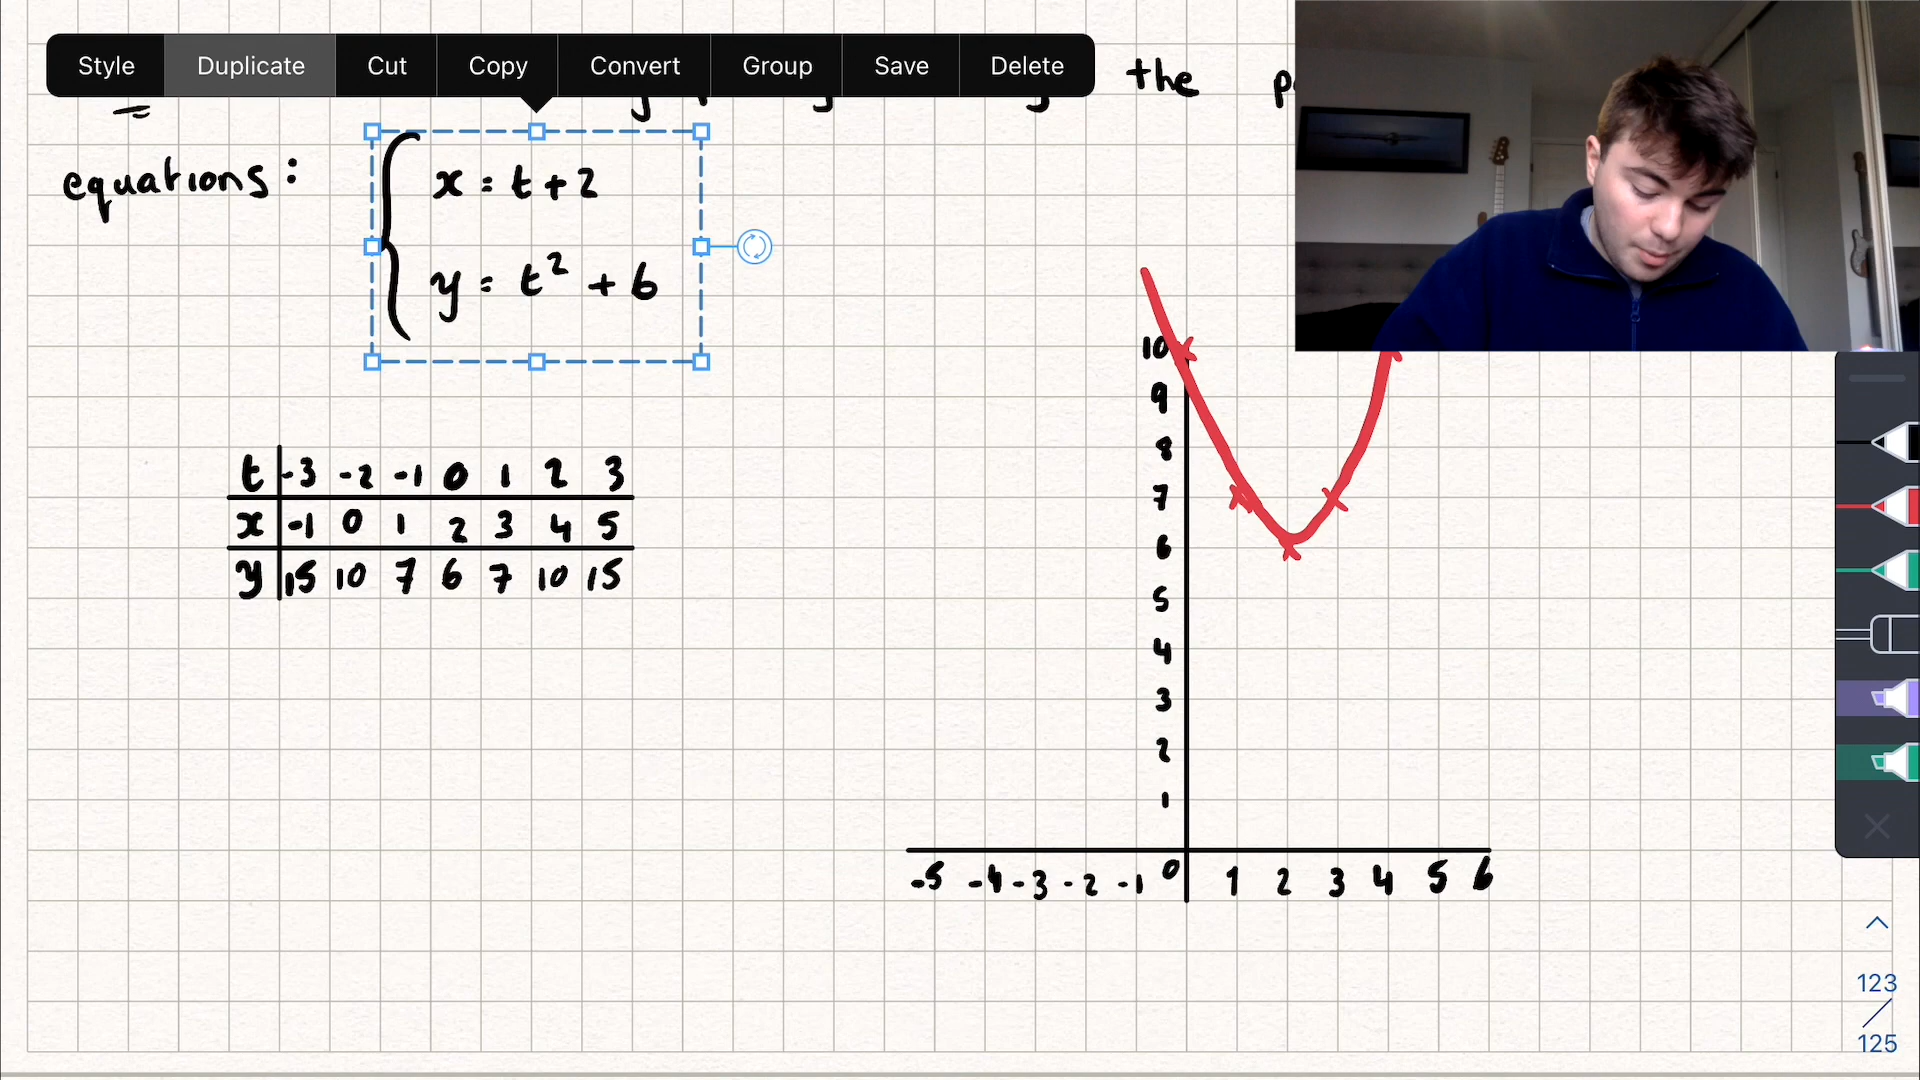 Style Duplicate Cut Copy Convert Group Save Delete
the
equations:
x = t + 2
y = t² + 6
t -3 -2 -1 0 1 2 3
x -1 0 1 2 3 4 5
y 15 10 7 6 7 10 15
10
9
8
7
6
5
4
3
2
1
-5 -4 -3 -2 -1 0 1 2 3 4 5 6
123
125